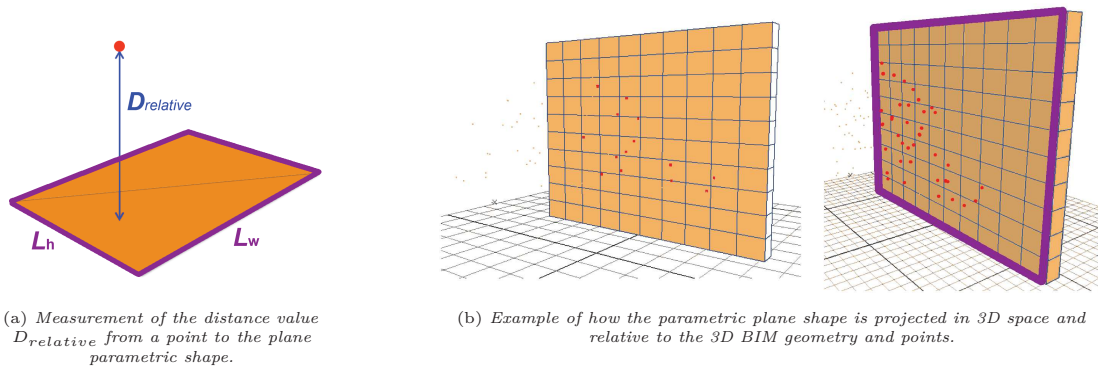 Drelative
Lh
Lw
(a) Measurement of the distance value
Drelative from a point to the plane
parametric shape.
(b) Example of how the parametric plane shape is projected in 3D space and
relative to the 3D BIM geometry and points.